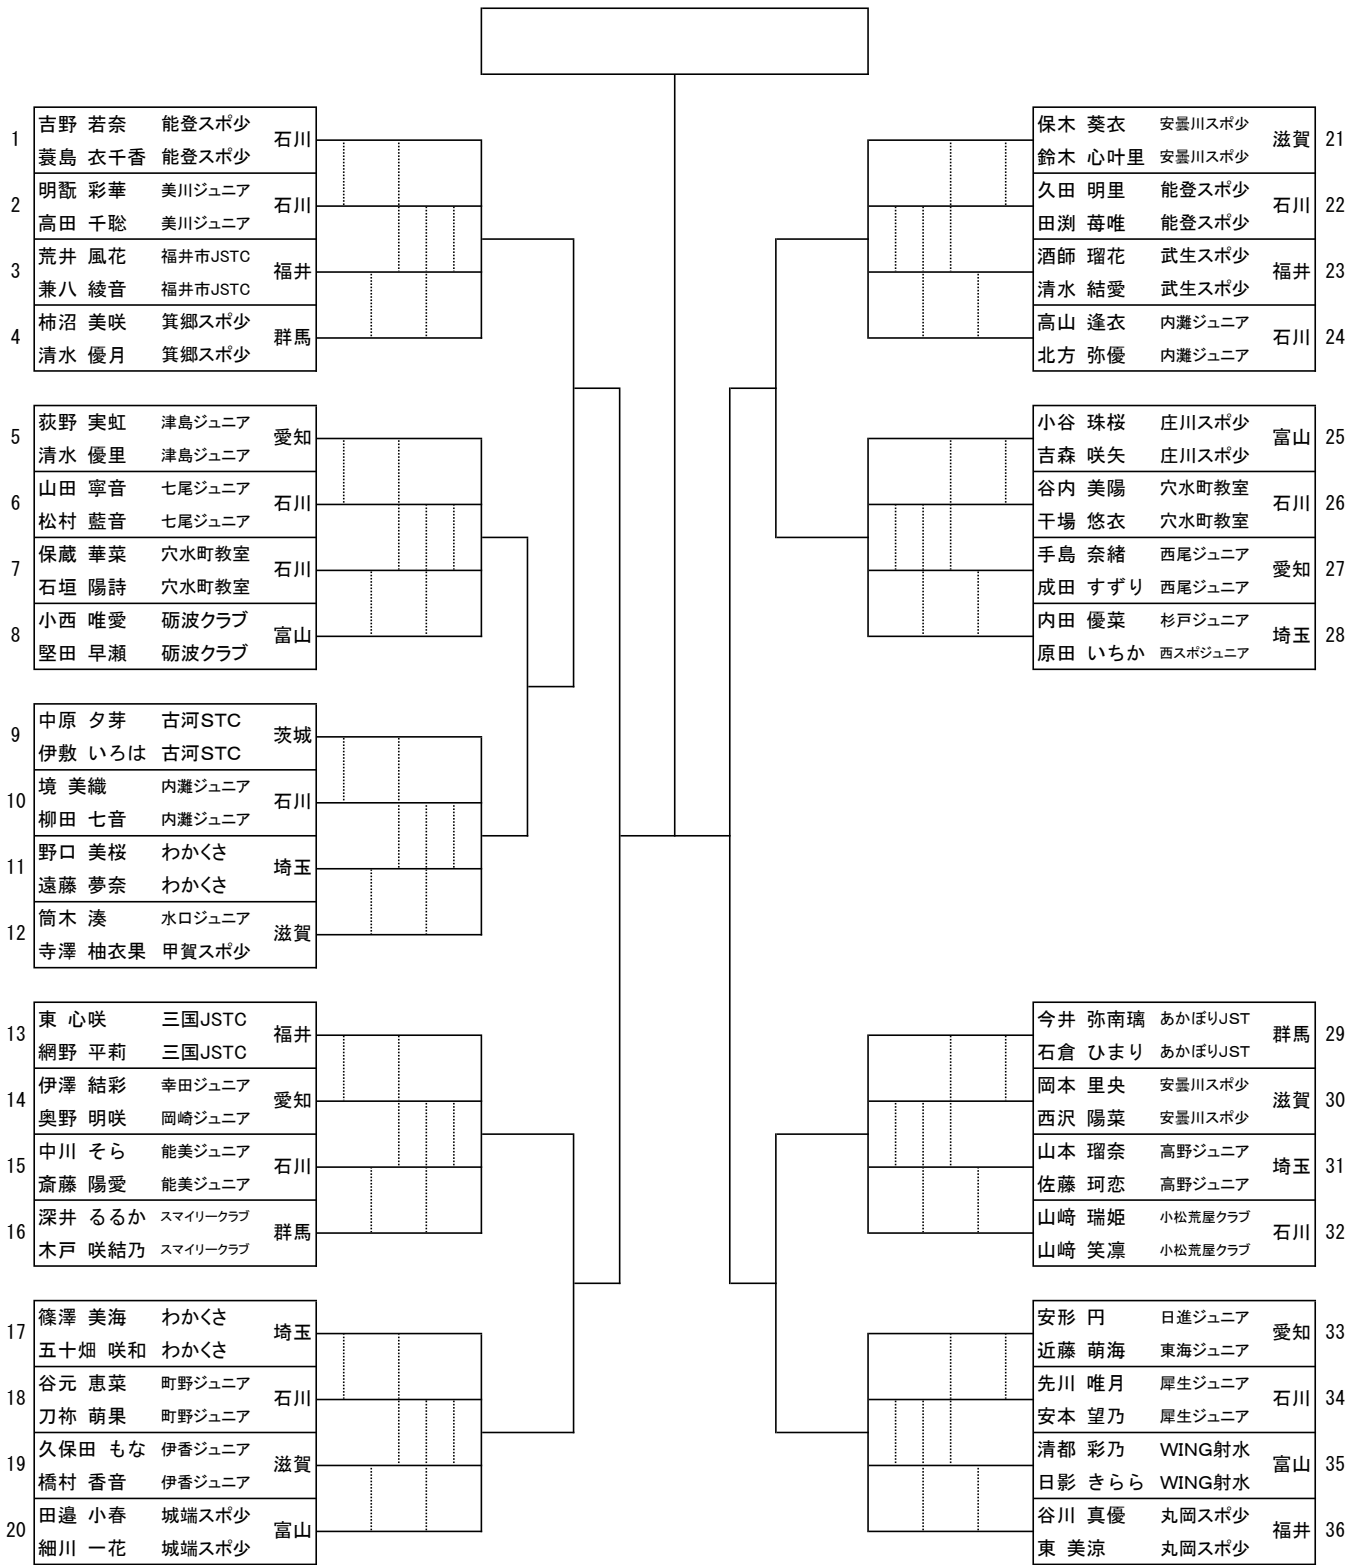 1 吉野 若奈 能登スポ少 石川
蓑島 衣千香 能登スポ少
2 明翫 彩華 美川ジュニア 石川
高田 千聡 美川ジュニア
3 荒井 風花 福井市JSTC 福井
兼八 綾音 福井市JSTC
4 柿沼 美咲 箕郷スポ少 群馬
清水 優月 箕郷スポ少
5 荻野 実虹 津島ジュニア 愛知
清水 優里 津島ジュニア
6 山田 寧音 七尾ジュニア 石川
松村 藍音 七尾ジュニア
7 保蔵 華菜 穴水町教室 石川
石垣 陽詩 穴水町教室
8 小西 唯愛 砺波クラブ 富山
堅田 早瀬 砺波クラブ
9 中原 夕芽 古河STC 茨城
伊敷 いろは 古河STC
10 境 美織 内灘ジュニア 石川
柳田 七音 内灘ジュニア
11 野口 美桜 わかくさ 埼玉
遠藤 夢奈 わかくさ
12 筒木 湊 水口ジュニア 滋賀
寺澤 柚衣果 甲賀スポ少
13 東 心咲 三国JSTC 福井
網野 平莉 三国JSTC
14 伊澤 結彩 幸田ジュニア 愛知
奥野 明咲 岡崎ジュニア
15 中川 そら 能美ジュニア 石川
斎藤 陽愛 能美ジュニア
16 深井 るるか スマイリークラブ 群馬
木戸 咲結乃 スマイリークラブ
17 篠澤 美海 わかくさ 埼玉
五十畑 咲和 わかくさ
18 谷元 恵菜 町野ジュニア 石川
刀祢 萌果 町野ジュニア
19 久保田 もな 伊香ジュニア 滋賀
橋村 香音 伊香ジュニア
20 田邉 小春 城端スポ少 富山
細川 一花 城端スポ少
保木 葵衣 安曇川スポ少 滋賀 21
鈴木 心叶里 安曇川スポ少
久田 明里 能登スポ少 石川 22
田渕 苺唯 能登スポ少
酒師 瑠花 武生スポ少 福井 23
清水 結愛 武生スポ少
高山 逢衣 内灘ジュニア 石川 24
北方 弥優 内灘ジュニア
小谷 珠桜 庄川スポ少 富山 25
吉森 咲矢 庄川スポ少
谷内 美陽 穴水町教室 石川 26
干場 悠衣 穴水町教室
手島 奈緒 西尾ジュニア 愛知 27
成田 すずり 西尾ジュニア
内田 優菜 杉戸ジュニア 埼玉 28
原田 いちか 西スポジュニア
今井 弥南璃 あかぼりJST 群馬 29
石倉 ひまり あかぼりJST
岡本 里央 安曇川スポ少 滋賀 30
西沢 陽菜 安曇川スポ少
山本 瑠奈 高野ジュニア 埼玉 31
佐藤 珂恋 高野ジュニア
山﨑 瑞姫 小松荒屋クラブ 石川 32
山﨑 笑凛 小松荒屋クラブ
安形 円 日進ジュニア 愛知 33
近藤 萌海 東海ジュニア
先川 唯月 犀生ジュニア 石川 34
安本 望乃 犀生ジュニア
清都 彩乃 WING射水 富山 35
日影 きらら WING射水
谷川 真優 丸岡スポ少 福井 36
東 美涼 丸岡スポ少